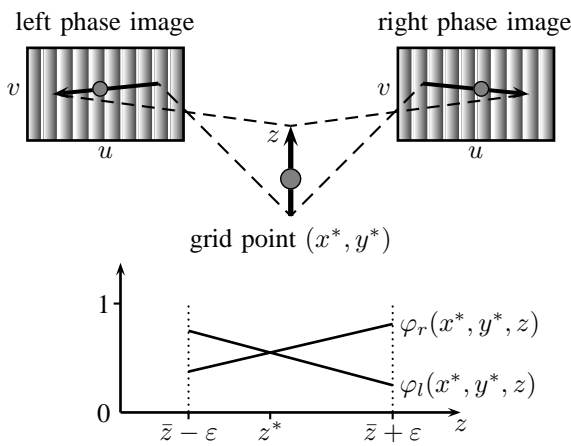 left phase image
right phase image
v
u
v
u
z
grid point (x*, y*)
1
φᵣ(x*, y*, z)
φₗ(x*, y*, z)
0
z̄ − ε
z*
z̄ + ε
z